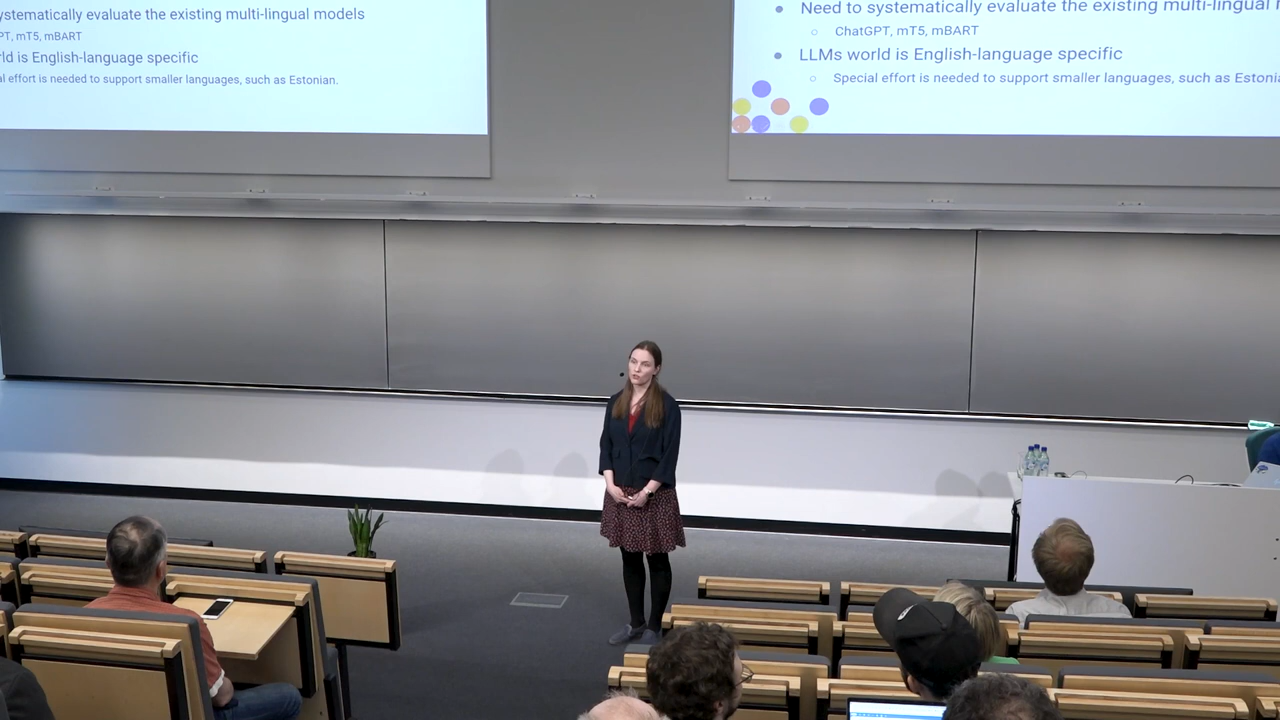 ystematically evaluate the existing multi-lingual models
PT, mT5, mBART
rld is English-language specific
al effort is needed to support smaller languages, such as Estonian.
Need to systematically evaluate the existing multi-lingual
ChatGPT, mT5, mBART
LLMs world is English-language specific
Special effort is needed to support smaller languages, such as Estonia